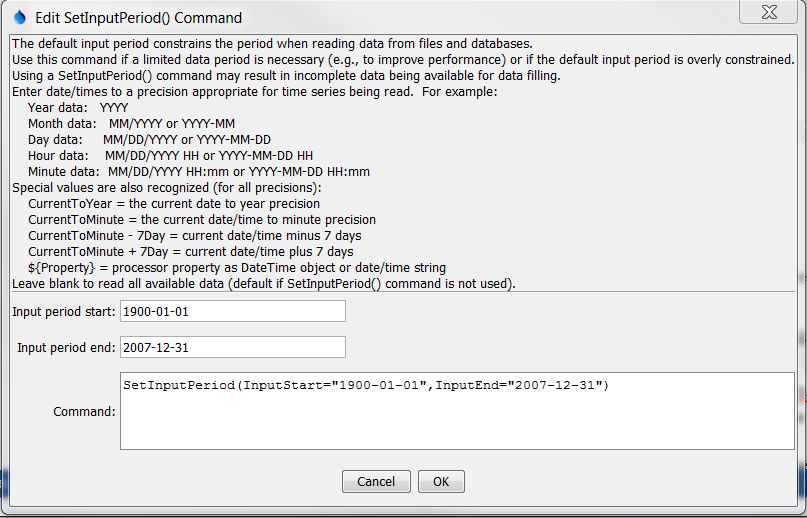 Edit SetInputPeriod() Command
The default input period constrains the period when reading data from files and databases.
Use this command if a limited data period is necessary (e.g., to improve performance) or if the default input period is overly constrained.
Using a SetInputPeriod() command may result in incomplete data being available for data filling.
Enter date/times to a precision appropriate for time series being read.  For example:
Year data:   YYYY
Month data:   MM/YYYY or YYYY-MM
Day data:     MM/DD/YYYY or YYYY-MM-DD
Hour data:    MM/DD/YYYY HH or YYYY-MM-DD HH
Minute data:  MM/DD/YYYY HH:mm or YYYY-MM-DD HH:mm
Special values are also recognized (for all precisions):
CurrentToYear = the current date to year precision
CurrentToMinute = the current date/time to minute precision
CurrentToMinute - 7Day = current date/time minus 7 days
CurrentToMinute + 7Day = current date/time plus 7 days
${Property} = processor property as DateTime object or date/time string
Leave blank to read all available data (default if SetInputPeriod() command is not used).
Input period start: 1900-01-01
Input period end: 2007-12-31
SetInputPeriod(InputStart="1900-01-01",InputEnd="2007-12-31")
Command:
Cancel OK